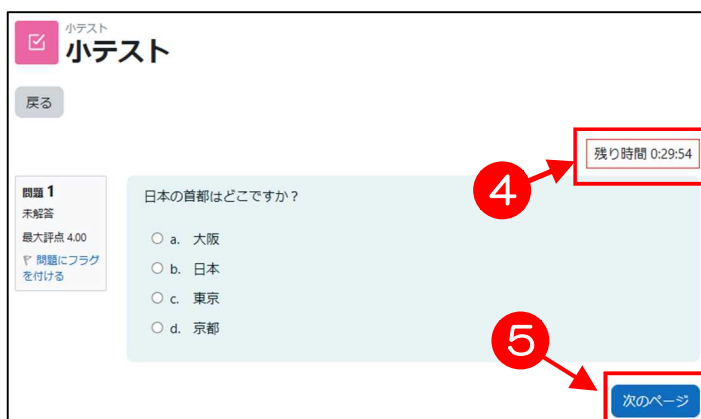 小テスト
小テスト
戻る
残り時間 0:29:54
4
問題 1
未解答
最大評点 4.00
問題にフラグ
を付ける
日本の首都はどこですか？
a. 大阪
b. 日本
c. 東京
d. 京都
5
次のページ